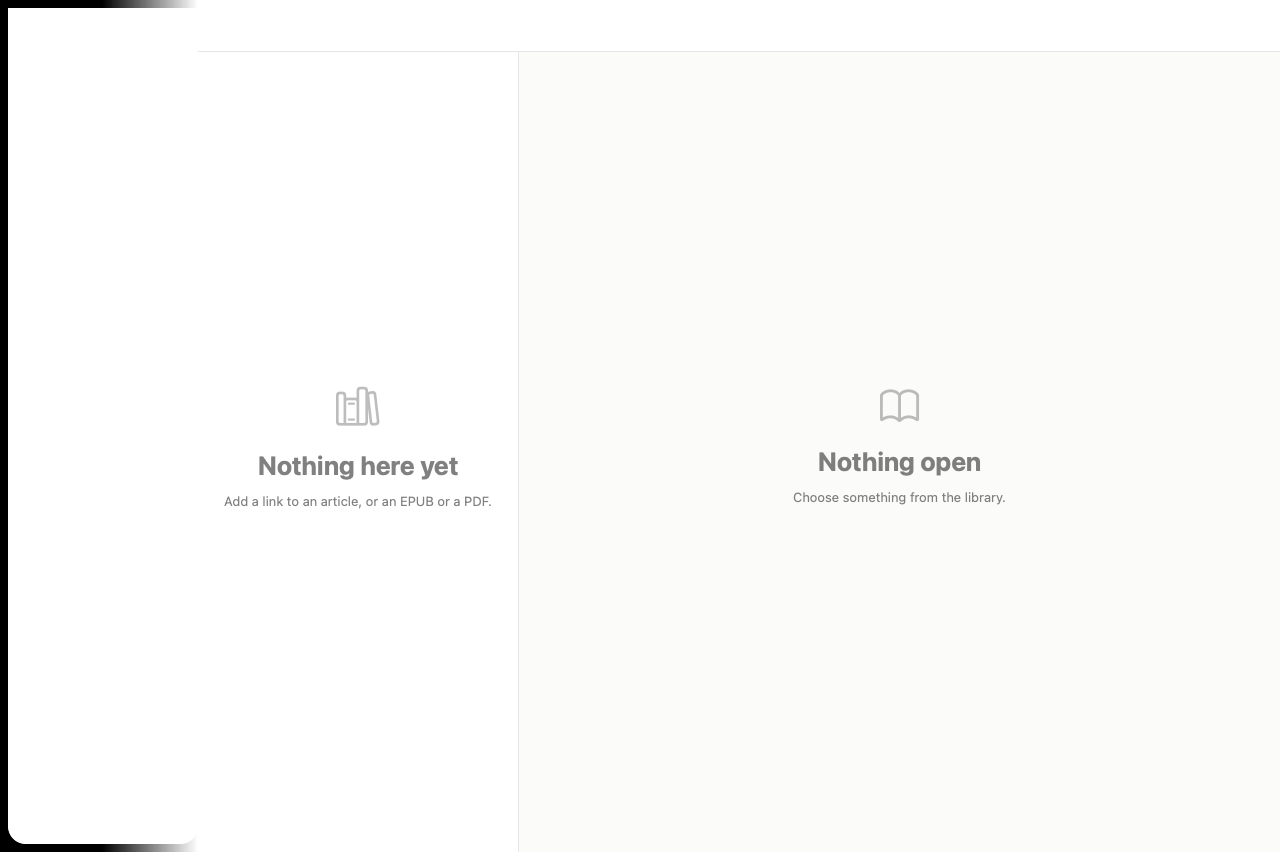 Nothing here yet
Add a link to an article, or an EPUB or a PDF.
Nothing open
Choose something from the library.